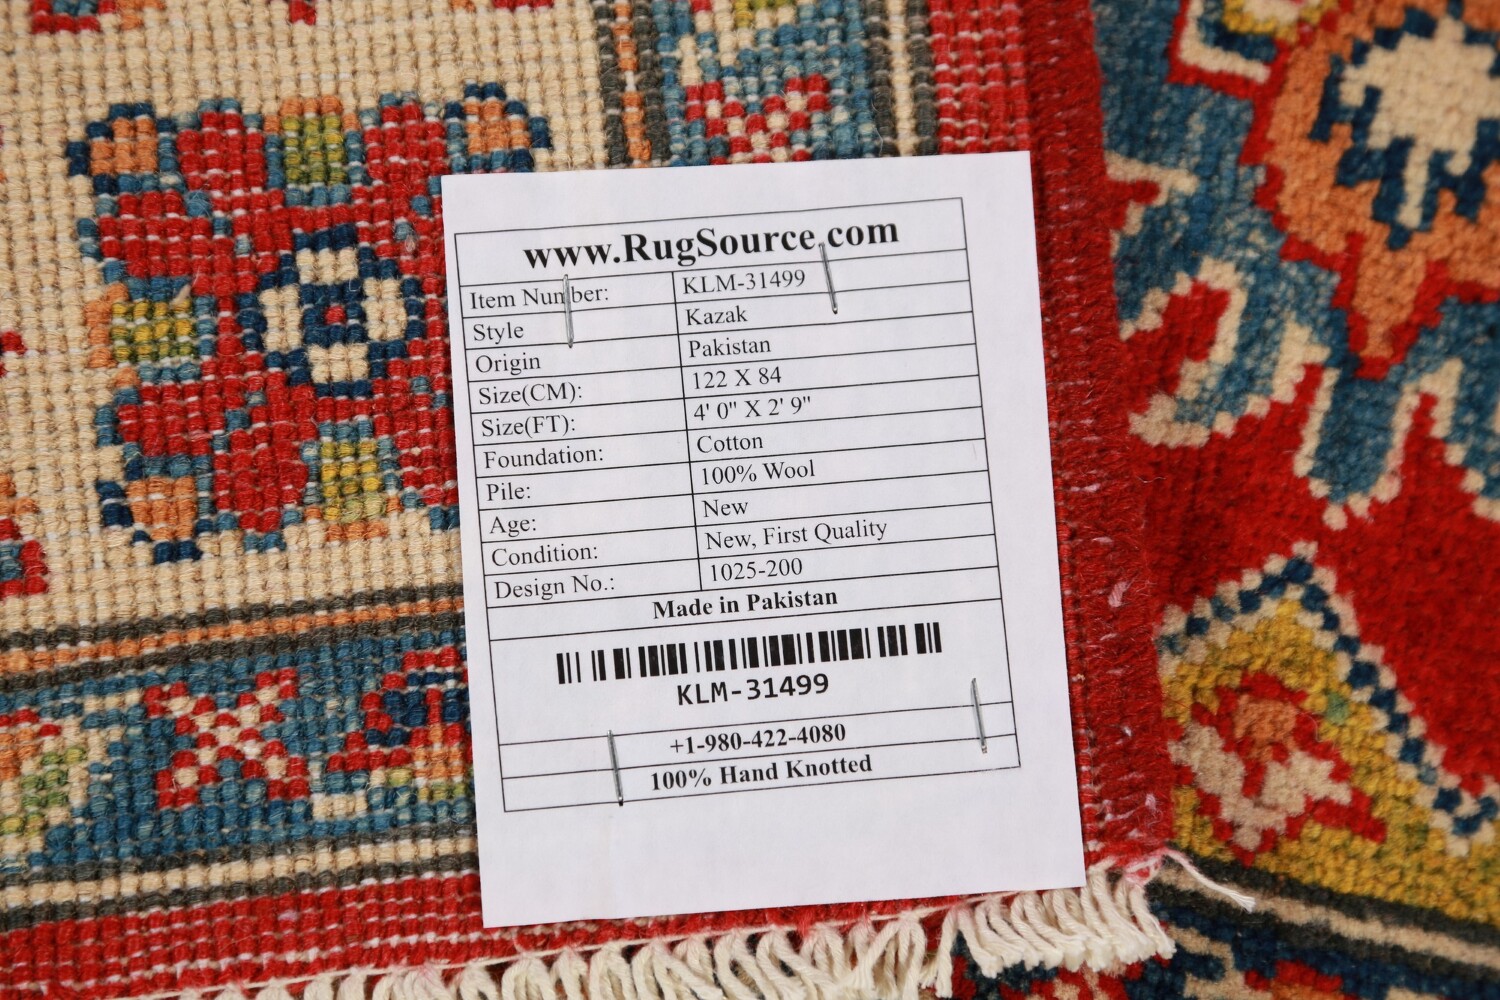 www.RugSource.com
Item Number: KLM-31499
Style Kazak
Origin Pakistan
Size(CM): 122 X 84
Size(FT): 4' 0" X 2' 9"
Foundation: Cotton
Pile: 100% Wool
Age: New
Condition: New, First Quality
Design No.: 1025-200
Made in Pakistan
KLM-31499
+1-980-422-4080
100% Hand Knotted